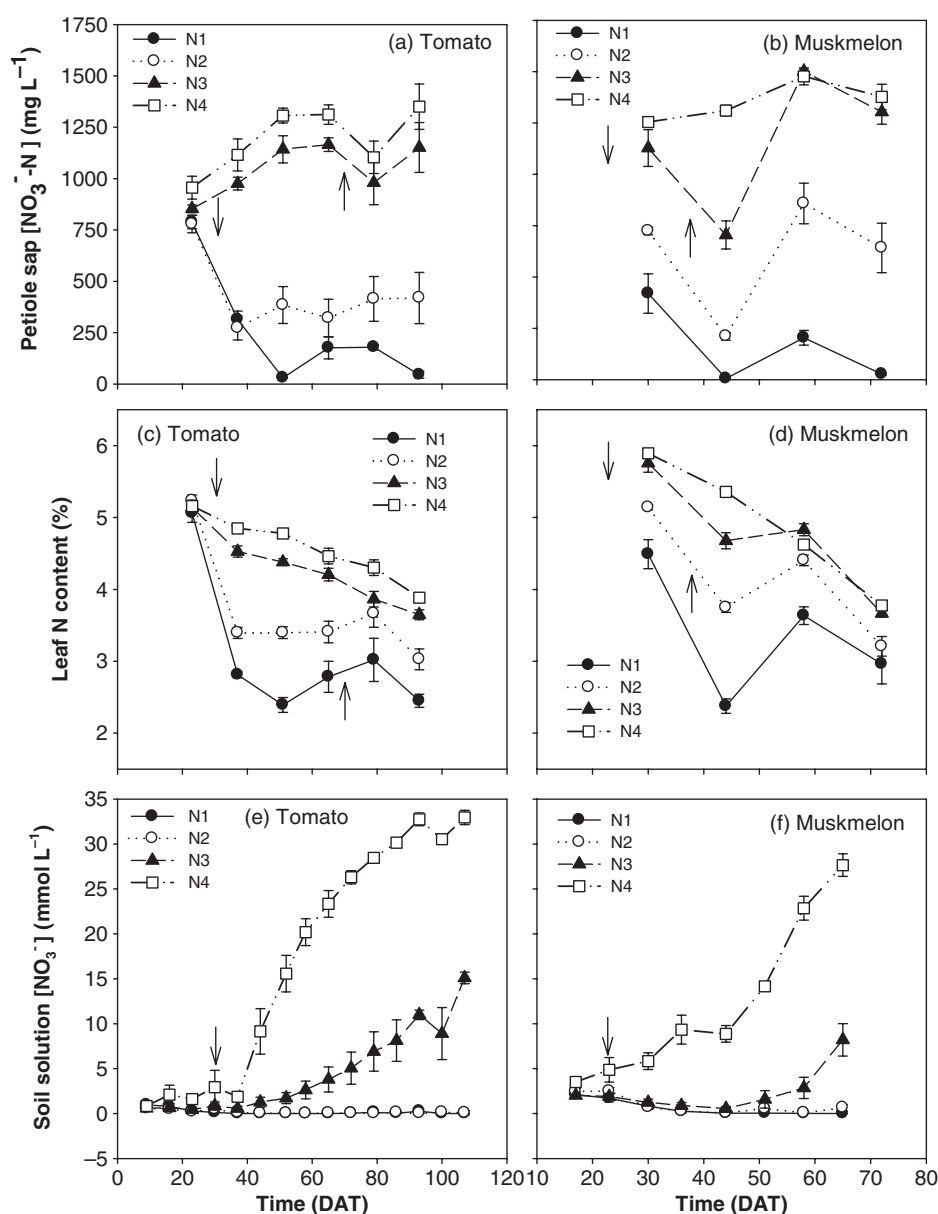 Petiole sap [NO₃⁻-N] (mg L⁻¹)
1750
1500
1250
1000
750
500
250
0
N1
N2
N3
N4
(a) Tomato
N1
N2
N3
N4
(b) Muskmelon
Leaf N content (%)
6
5
4
3
2
(c) Tomato
N1
N2
N3
N4
(d) Muskmelon
N1
N2
N3
N4
Soil solution [NO₃⁻] (mmol L⁻¹)
35
30
25
20
15
10
5
0
–5
N1
N2
N3
N4
(e) Tomato
N1
N2
N3
N4
(f) Muskmelon
0 20 40 60 80 100 120
10 20 30 40 50 60 70 80
Time (DAT)
Time (DAT)